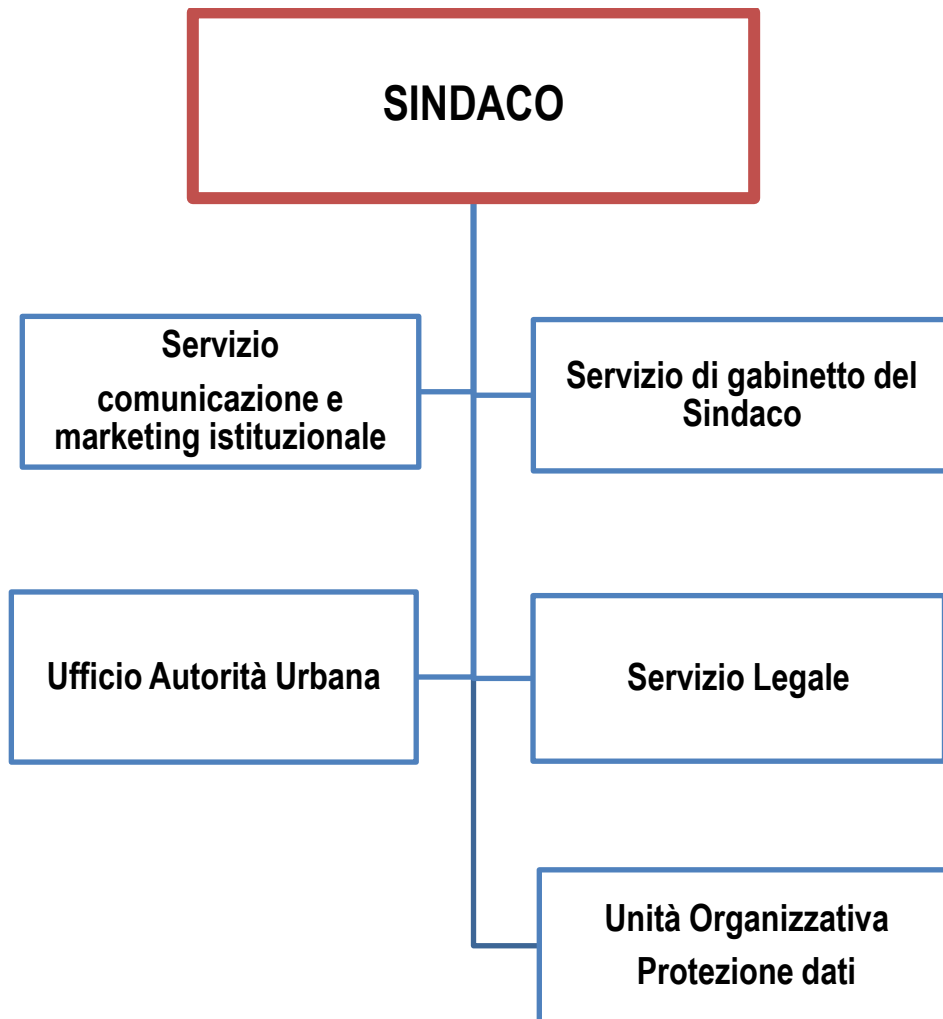 SINDACO
Servizio
comunicazione e
marketing istituzionale
Servizio di gabinetto del
Sindaco
Ufficio Autorità Urbana
Servizio Legale
Unità Organizzativa
Protezione dati